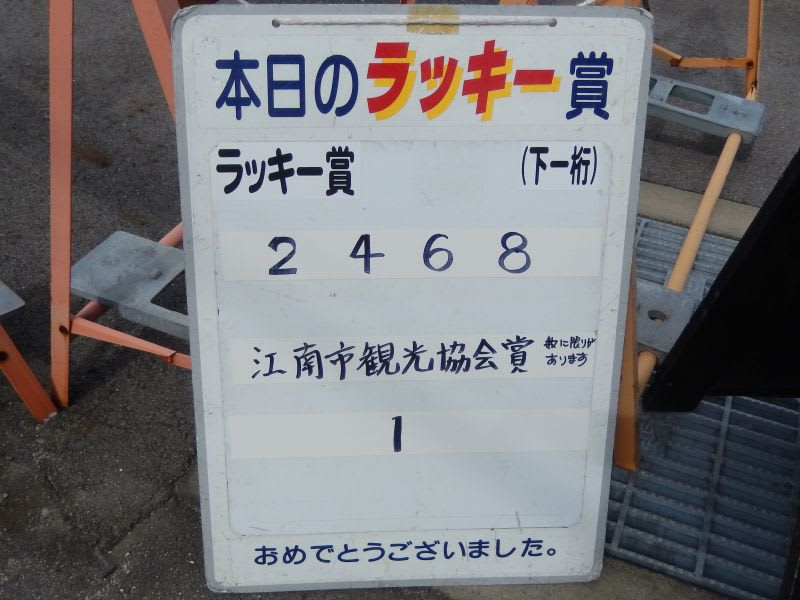 本日のラッキー賞
ラッキー賞 (下一桁)
2 4 6 8
江南市観光協会賞 数に限りが
あります
1
おめでとうございました。